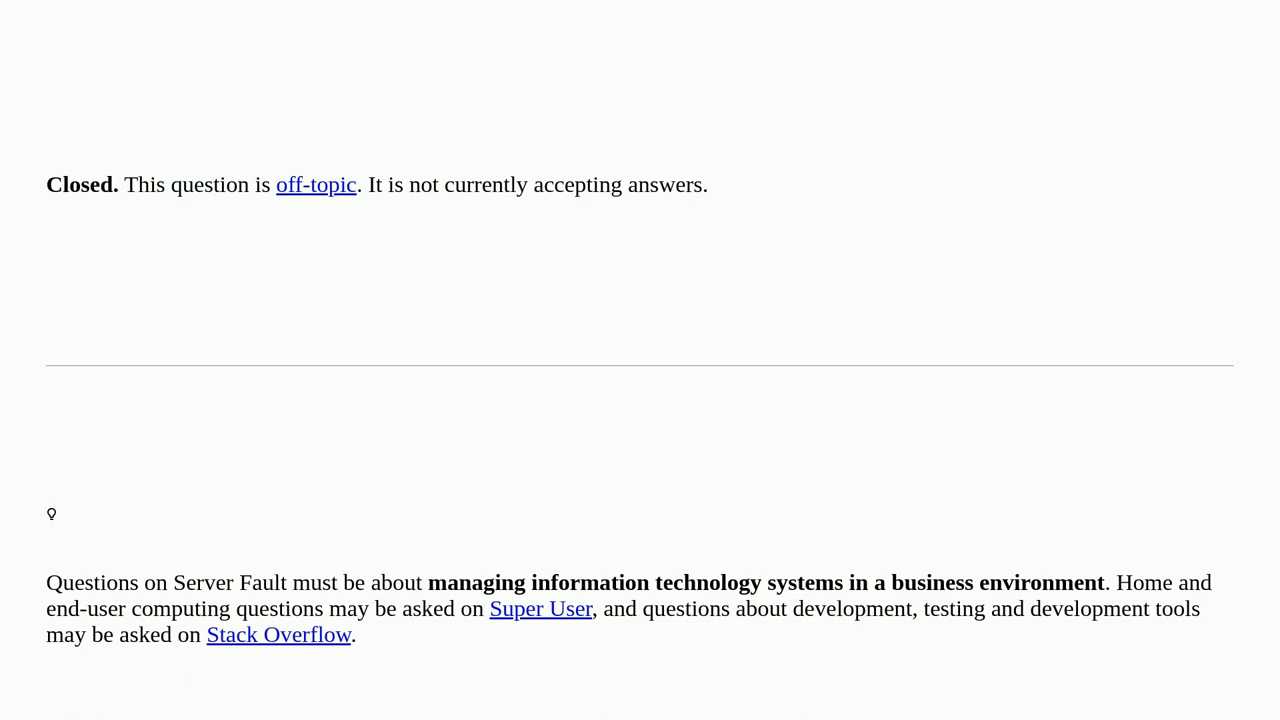 Closed. This question is off-topic. It is not currently accepting answers.
Questions on Server Fault must be about managing information technology systems in a business environment. Home and
end-user computing questions may be asked on Super User, and questions about development, testing and development tools
may be asked on Stack Overflow.